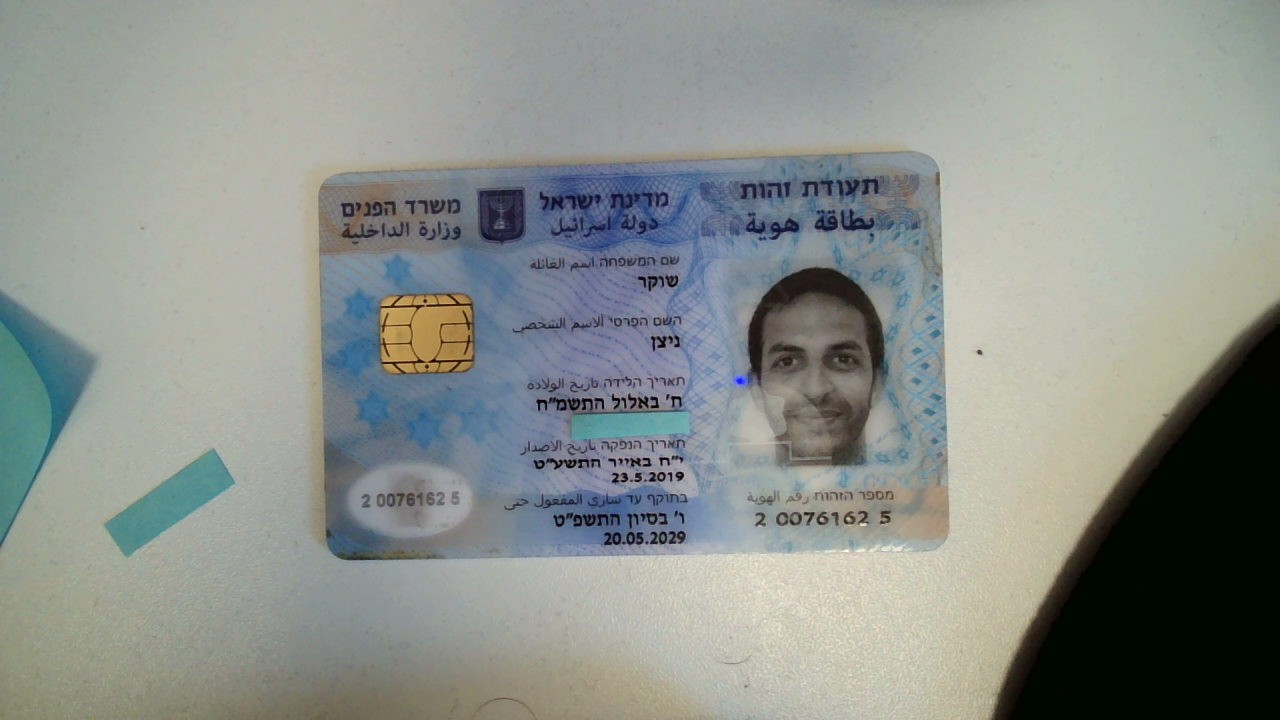 תעודת זהות
بطاقة هوية
מדינת ישראל
دولة اسرائيل
משרד הפנים
وزارة الداخلية
שם המשפחה اسم العائلة
שוקר
השם הפרטי الاسم الشخصي
ניצן
תאריך הלידה تاريخ الولادة
ח' באלול התשמ"ח
תאריך הנפקה تاريخ الاصدار
י"ח באייר התשע"ט
23.5.2019
בתוקף עד ساري المفعول حتى
ו' בסיון התשפ"ט
20.05.2029
מספר הזהות رقم الهوية
2 0076162 5
2 0076162 5